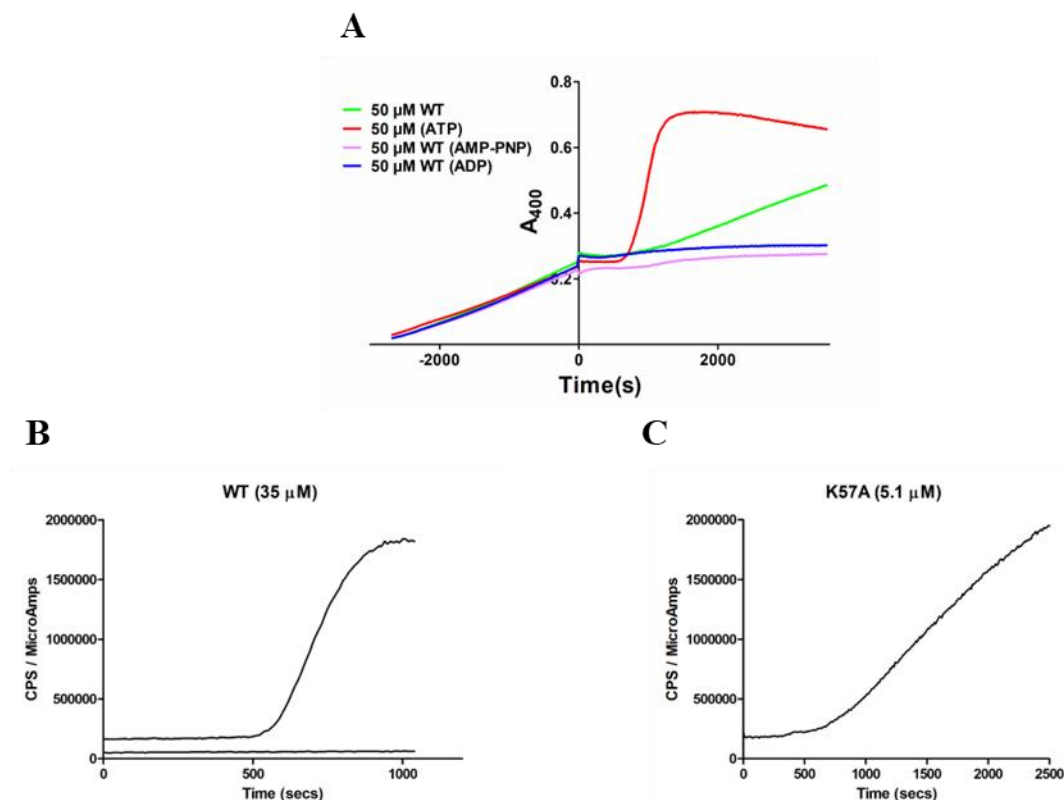 A
50 µM WT
50 µM (ATP)
50 µM WT (AMP-PNP)
50 µM WT (ADP)
A400
0.8
0.6
0.4
0.2
-2000
0
2000
Time(s)
B
WT (35 µM)
CPS / MicroAmps
2000000
1500000
1000000
500000
0
0
500
1000
Time (secs)
C
K57A (5.1 µM)
CPS / MicroAmps
2000000
1500000
1000000
500000
0
0
500
1000
1500
2000
2500
Time (secs)